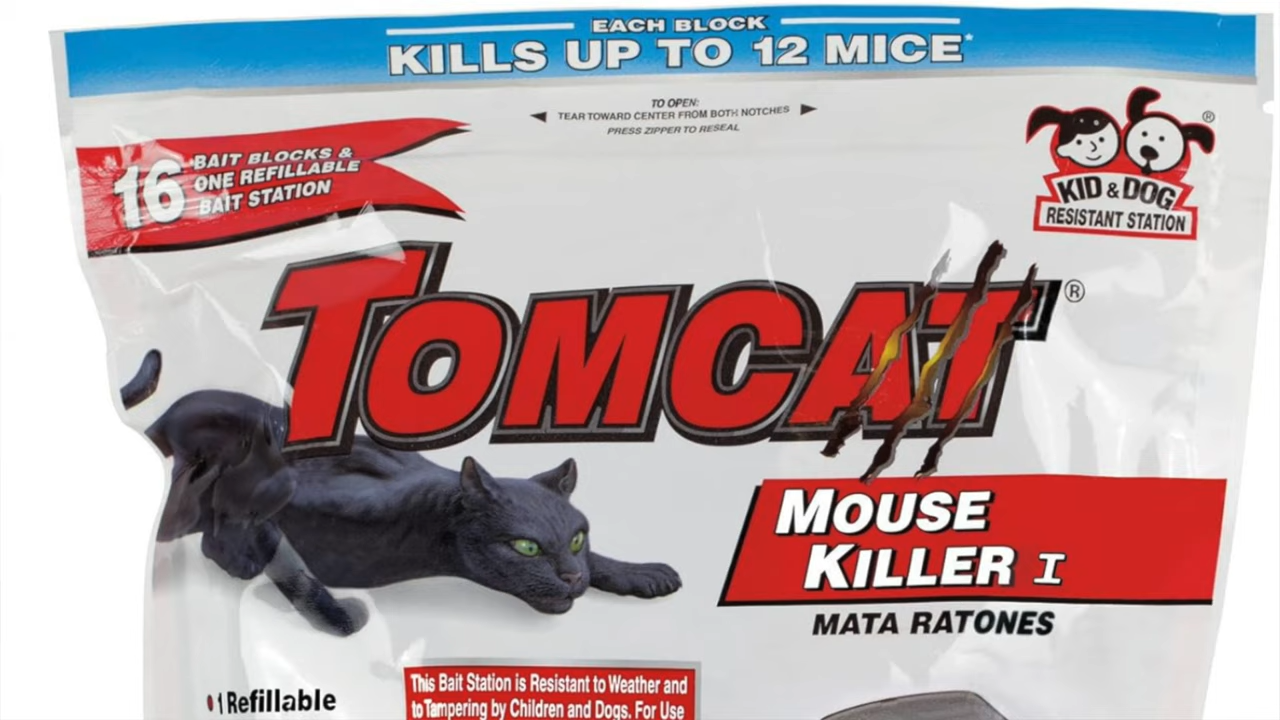 EACH BLOCK
KILLS UP TO 12 MICE*
TO OPEN:
TEAR TOWARD CENTER FROM BOTH NOTCHES
PRESS ZIPPER TO RESEAL
16 BAIT BLOCKS &
ONE REFILLABLE
BAIT STATION
®
KID & DOG
RESISTANT STATION
TOMCAT®
MOUSE
KILLER I
MATA RATONES
• 1 Refillable
This Bait Station is Resistant to Weather and
to Tampering by Children and Dogs. For Use